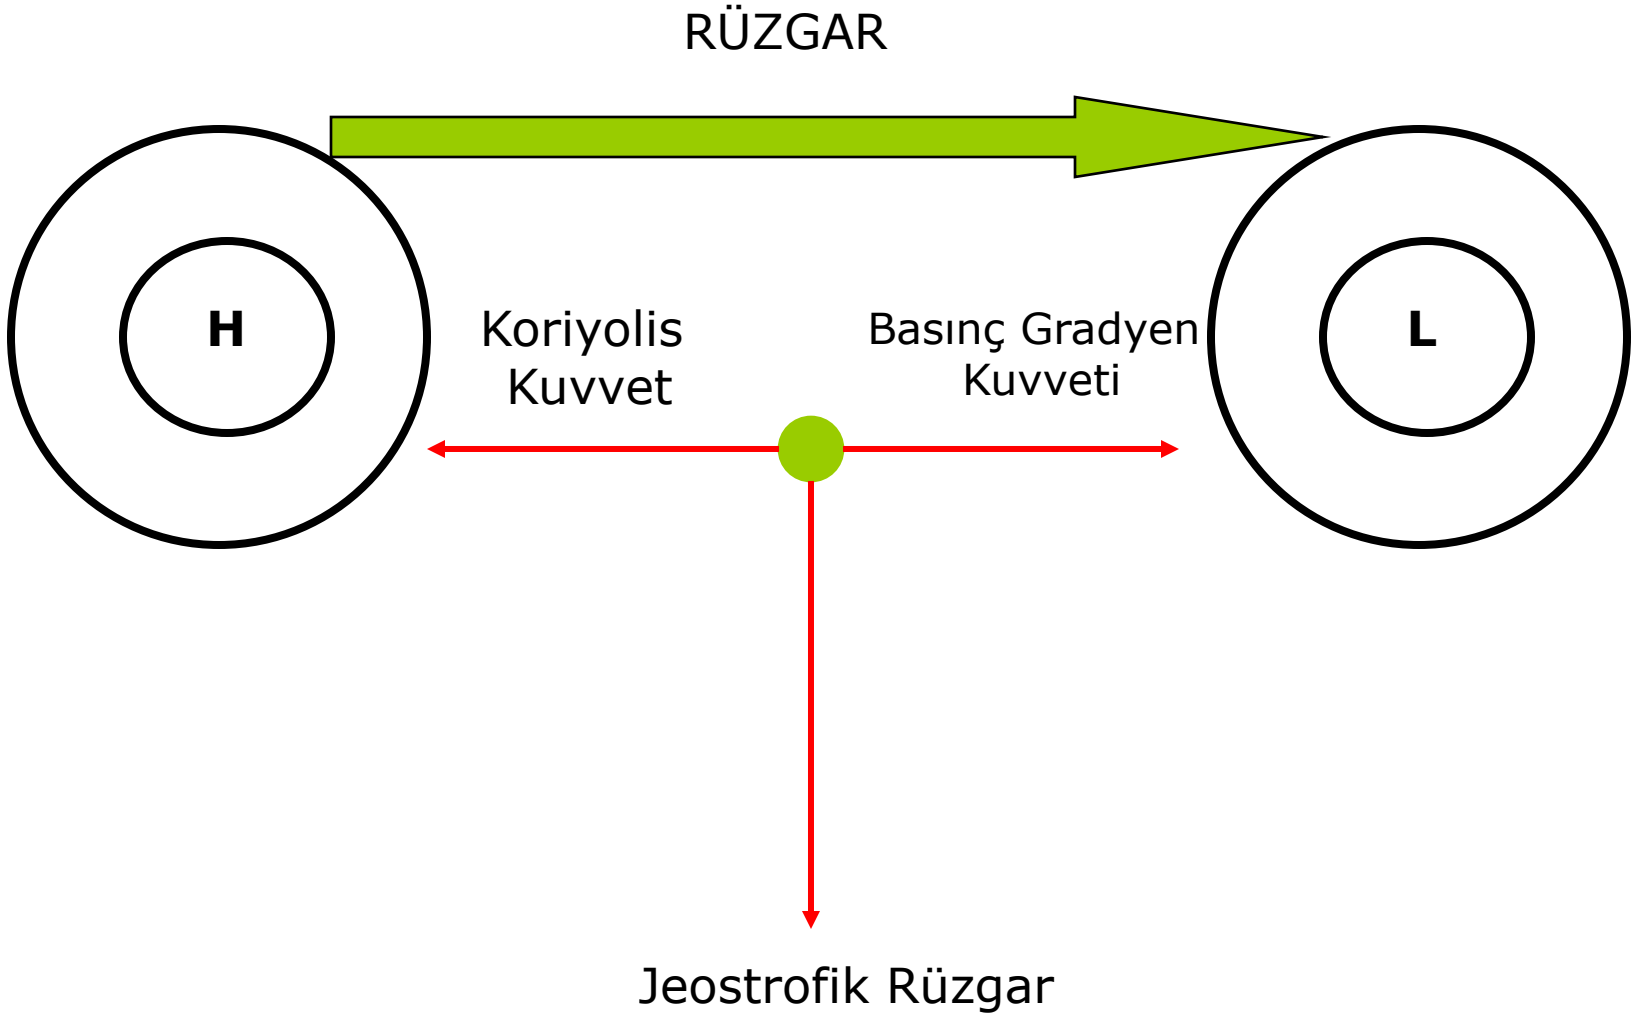 RÜZGAR
H
Koriyolis
Kuvvet
Basınç Gradyen
Kuvveti
L
Jeostrofik Rüzgar